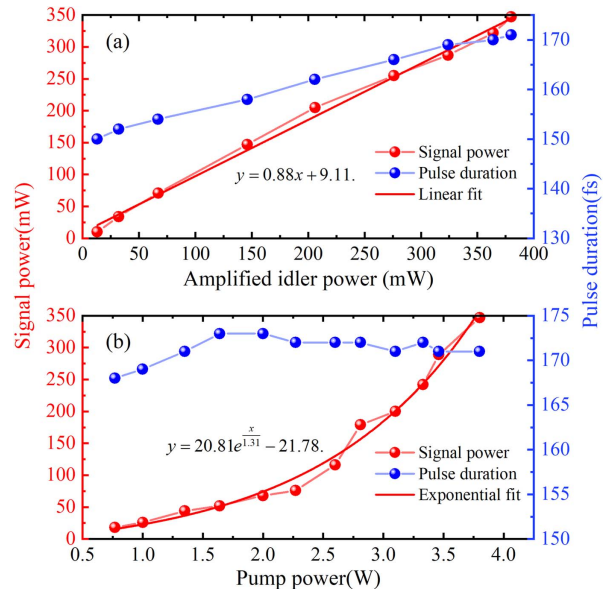 (a)
350
300
250
200
150
100
50
0
170
160
150
140
130
Signal power
Pulse duration
Linear fit
y = 0.88x + 9.11.
0 50 100 150 200 250 300 350 400
Amplified idler power (mW)
Signal power(mW)
Pulse duration(fs)
(b)
350
300
250
200
150
100
50
0
175
170
165
160
155
150
Signal power
Pulse duration
Exponential fit
y = 20.81e^{x/1.31} − 21.78.
0.5 1.0 1.5 2.0 2.5 3.0 3.5 4.0
Pump power(W)